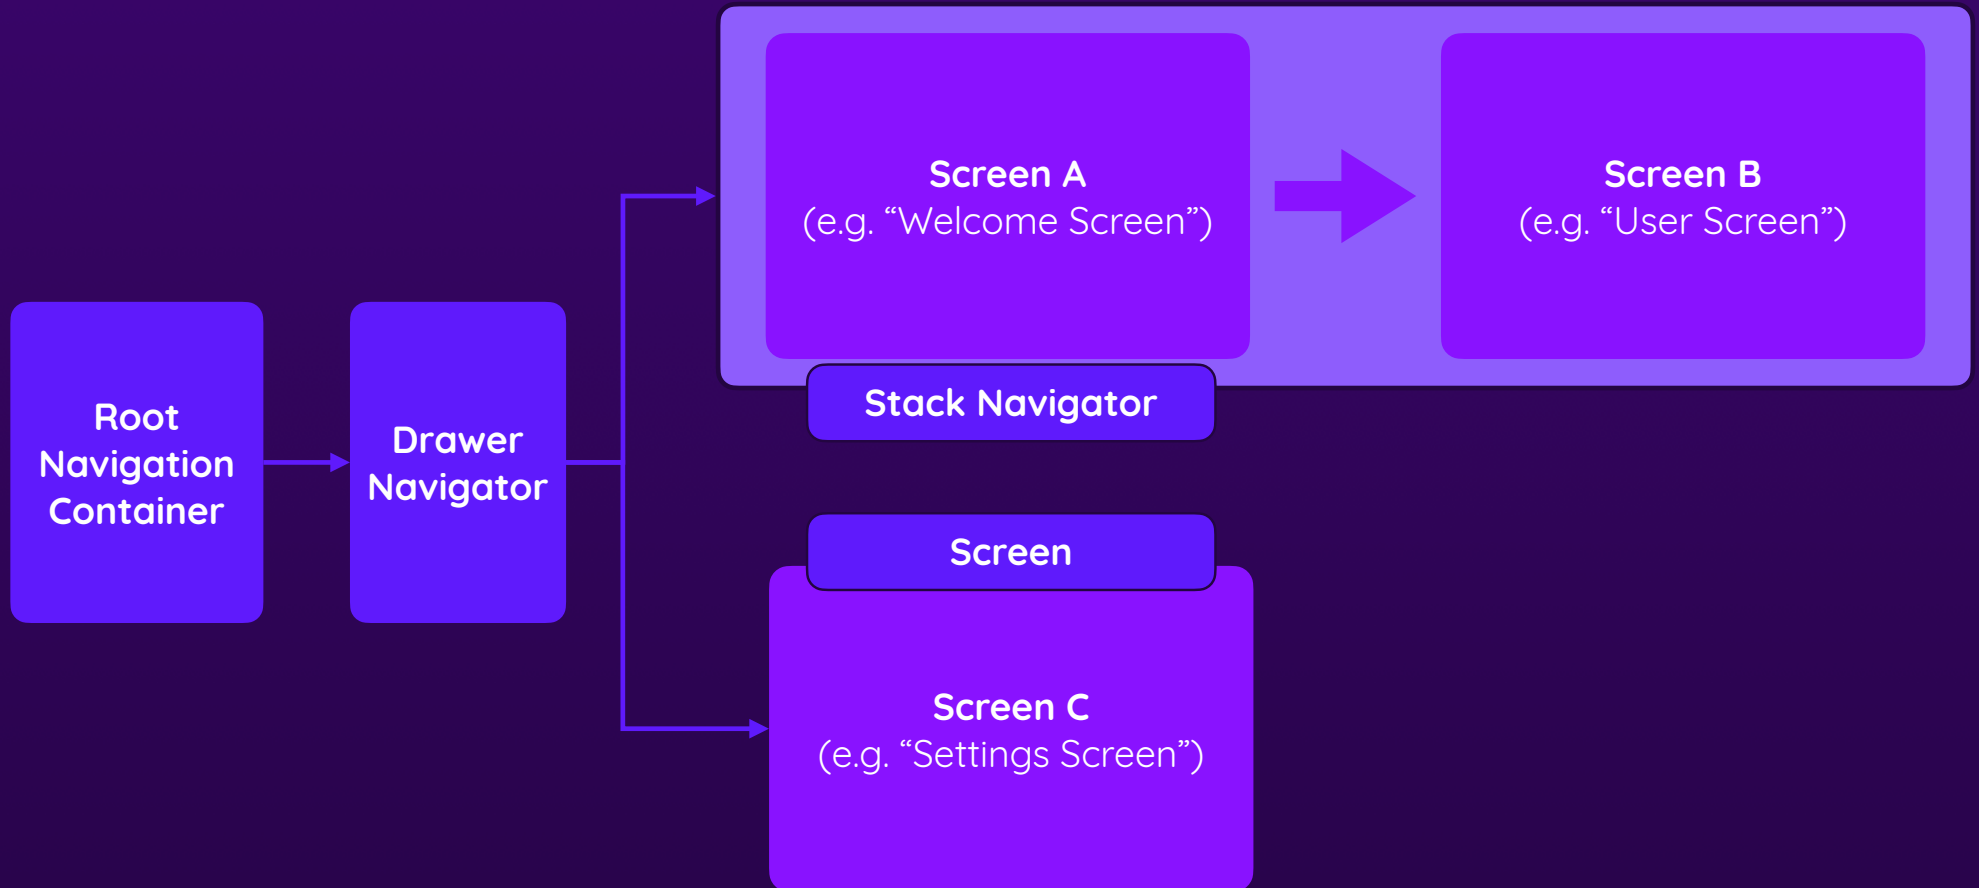 Root
Navigation
Container
Drawer
Navigator
Screen A
(e.g. “Welcome Screen”)
Screen B
(e.g. “User Screen”)
Stack Navigator
Screen
Screen C
(e.g. “Settings Screen”)